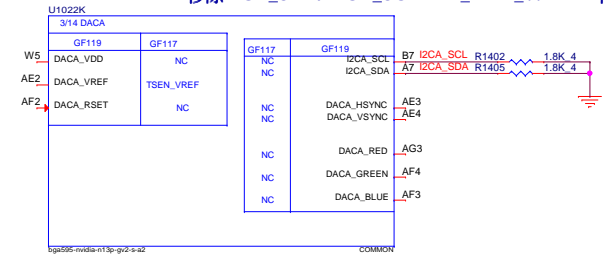 U1022K
3/14 DACA
GF119 GF117 GF117 GF119
W5 DACA_VDD NC NC I2CA_SCL B7 I2CA_SCL R1402 1.8K_4
NC I2CA_SDA A7 I2CA_SDA R1405 1.8K_4
AE2 DACA_VREF TSEN_VREF
AF2 DACA_RSET NC NC DACA_HSYNC AE3
NC DACA_VSYNC AE4
NC DACA_RED AG3
NC DACA_GREEN AF4
NC DACA_BLUE AF3
bga595-nvidia-n13p-gv2-s-a2 COMMON